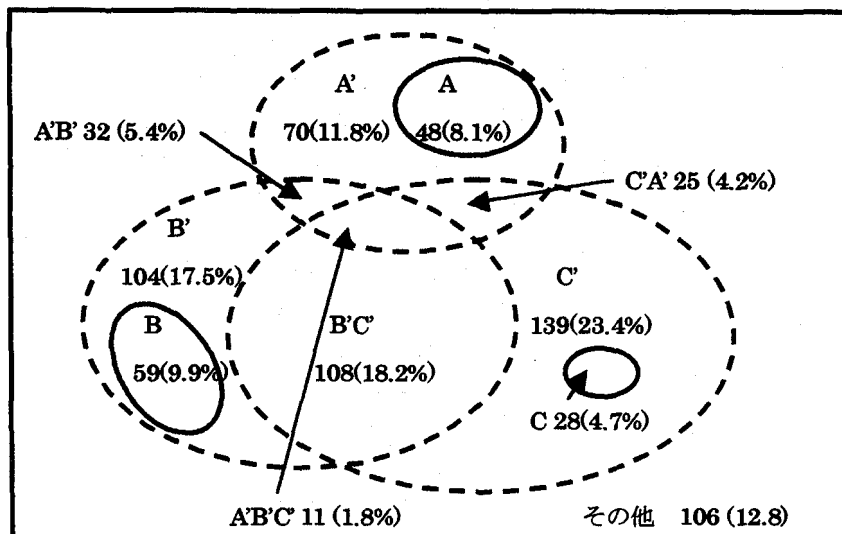 A' A
70(11.8%) 48(8.1%)
A'B' 32 (5.4%)
C'A' 25 (4.2%)
B'
104(17.5%)
C'
139(23.4%)
B
59(9.9%)
B'C'
108(18.2%)
C 28(4.7%)
A'B'C' 11 (1.8%)
その他 106 (12.8)